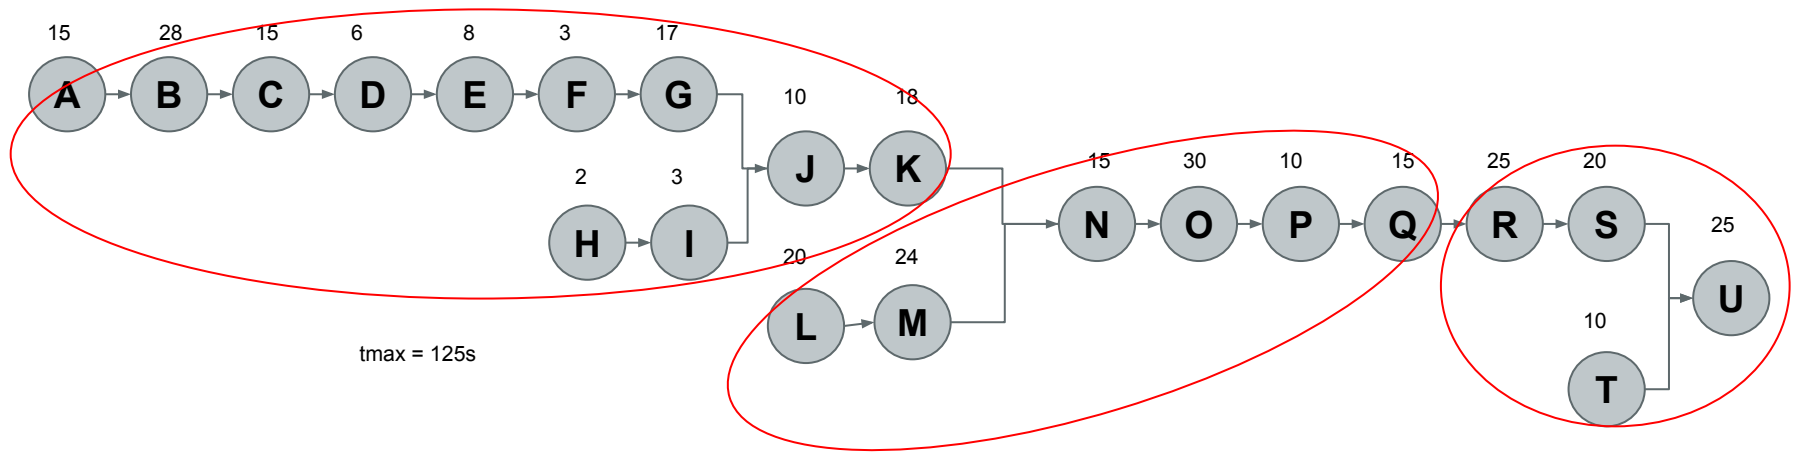 15 28 15 6 8 3 17
A B C D E F G
10 18
J K
2 3
H I
15 30 10 15 25 20
N O P Q R S
25
U
20 24
L M
10
T
tmax = 125s